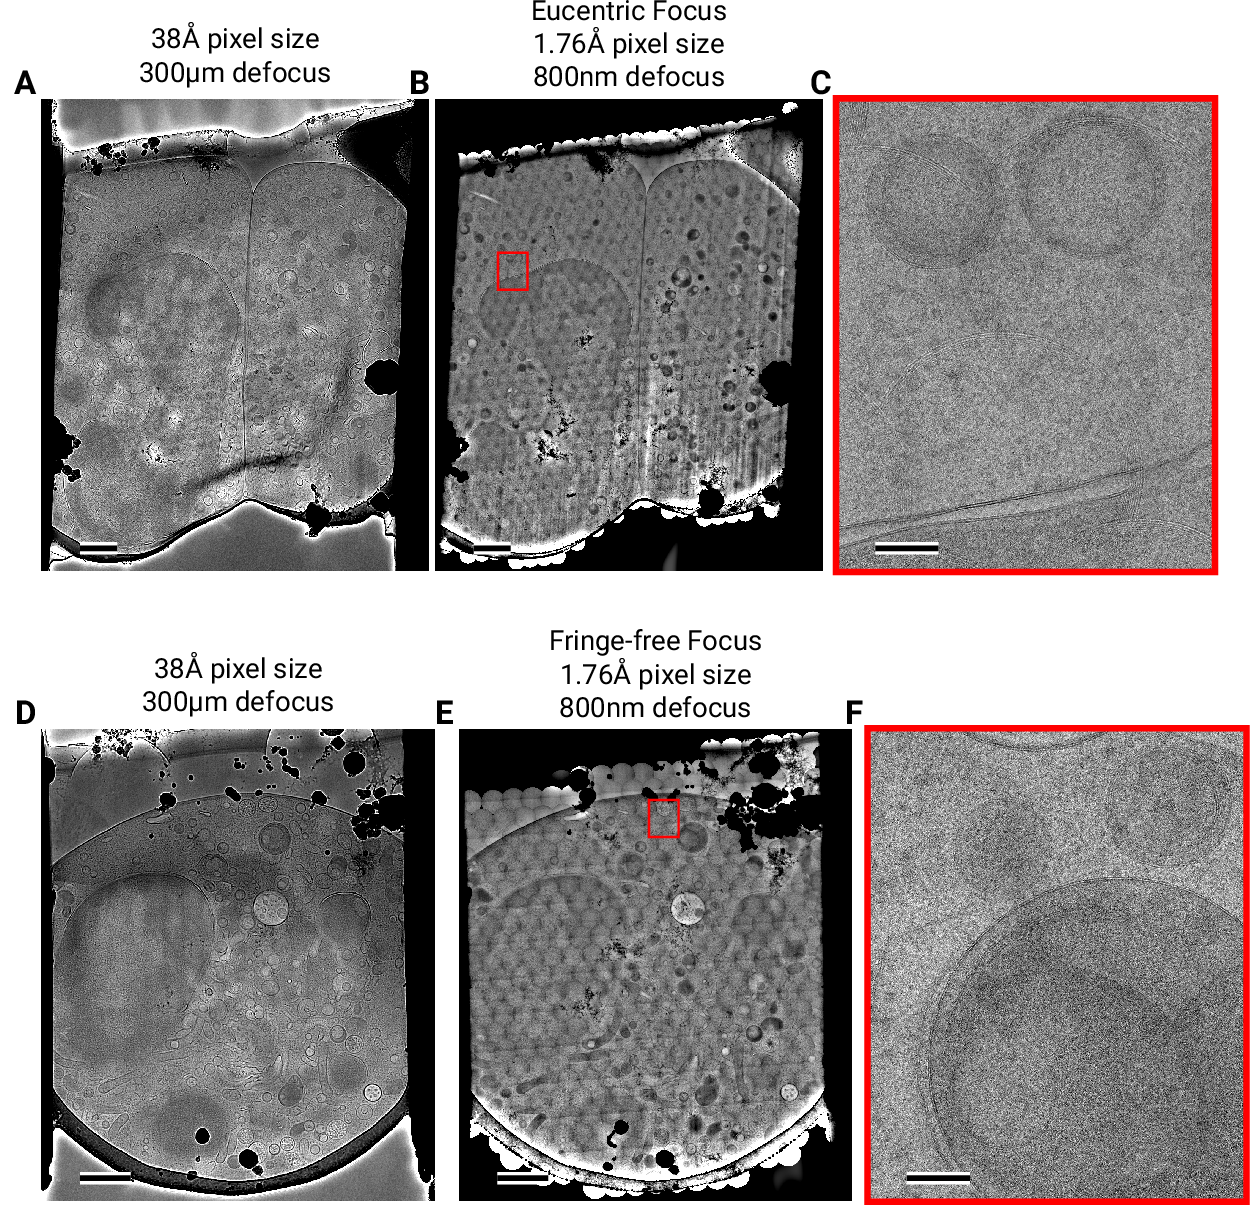 38Å pixel size
300µm defocus
Eucentric Focus
1.76Å pixel size
800nm defocus
A
B
C
38Å pixel size
300µm defocus
Fringe-free Focus
1.76Å pixel size
800nm defocus
D
E
F